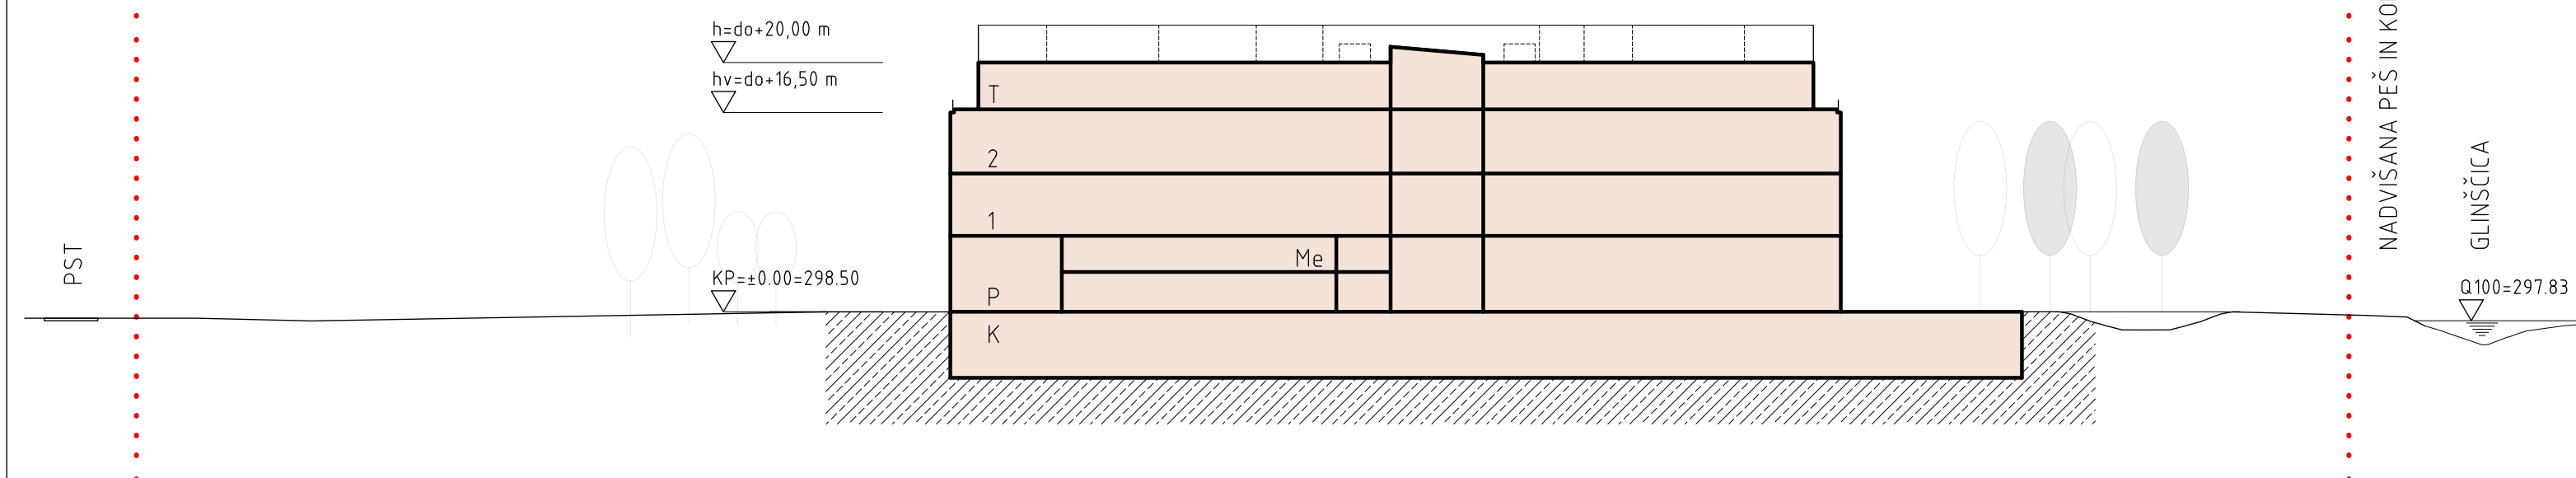 h=do+20,00 m
hv=do+16,50 m
KP=±0.00=298.50
PST
T
2
1
Me
P
K
NADVIŠANA PEŠ IN KO
GLINŠČICA
Q100=297.83